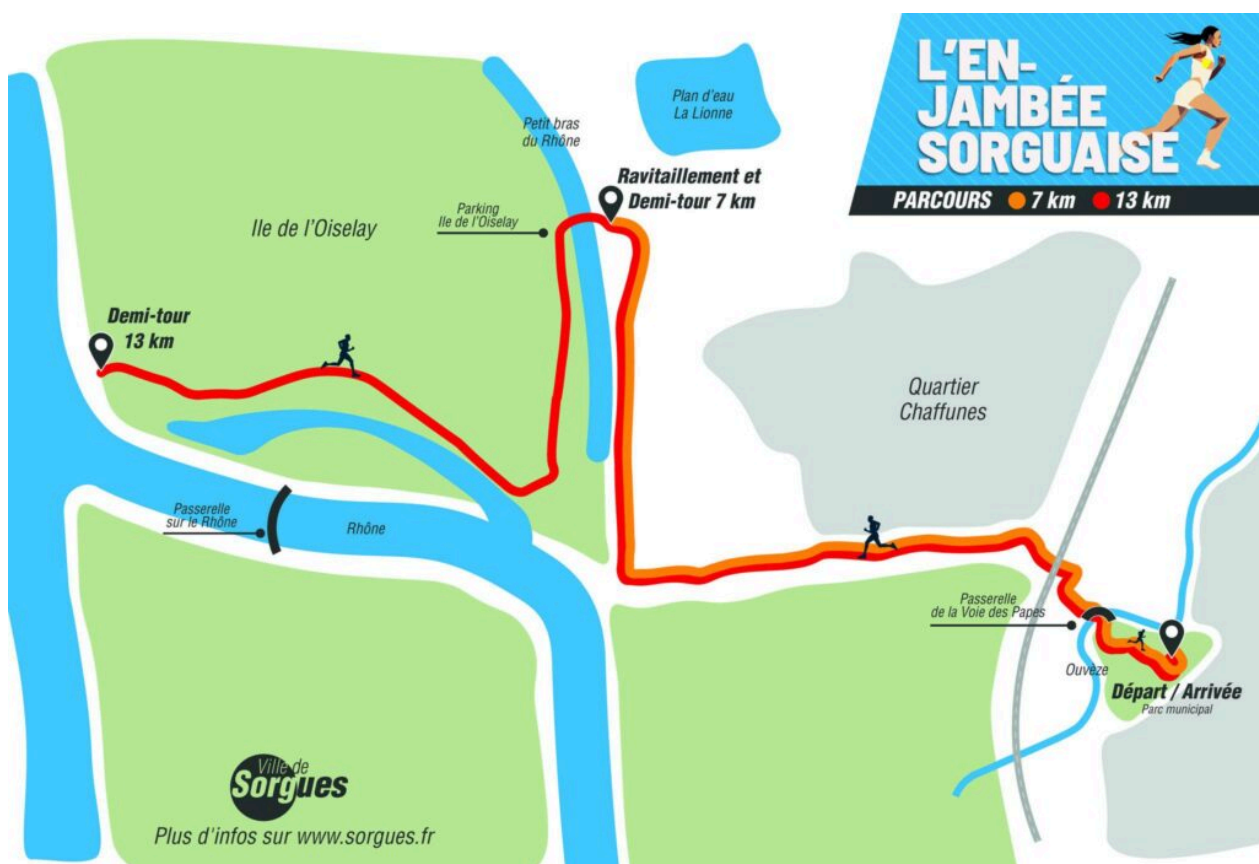 L'EN-
JAMBÉE
SORGUAISE
PARCOURS 7 km 13 km
Plan d'eau
La Lionne
Petit bras
du Rhône
Ravitaillement et
Demi-tour 7 km
Parking
Ile de l'Oiselay
Ile de l'Oiselay
Demi-tour
13 km
Quartier
Chaffunes
Passerelle
sur le Rhône
Rhône
Passerelle
de la Voie des Papes
Ouvèze
Départ / Arrivée
Parc municipal
Ville de
Sorgues
Plus d'infos sur www.sorgues.fr